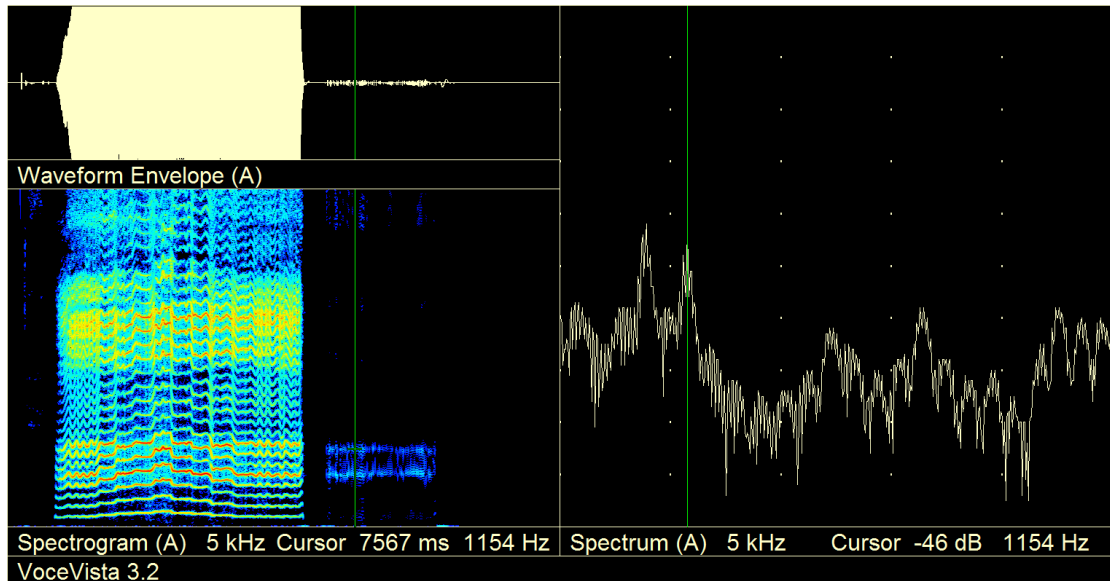 Waveform Envelope (A)
Spectrogram (A) 5 kHz Cursor 7567 ms 1154 Hz
Spectrum (A) 5 kHz Cursor -46 dB 1154 Hz
VoceVista 3.2